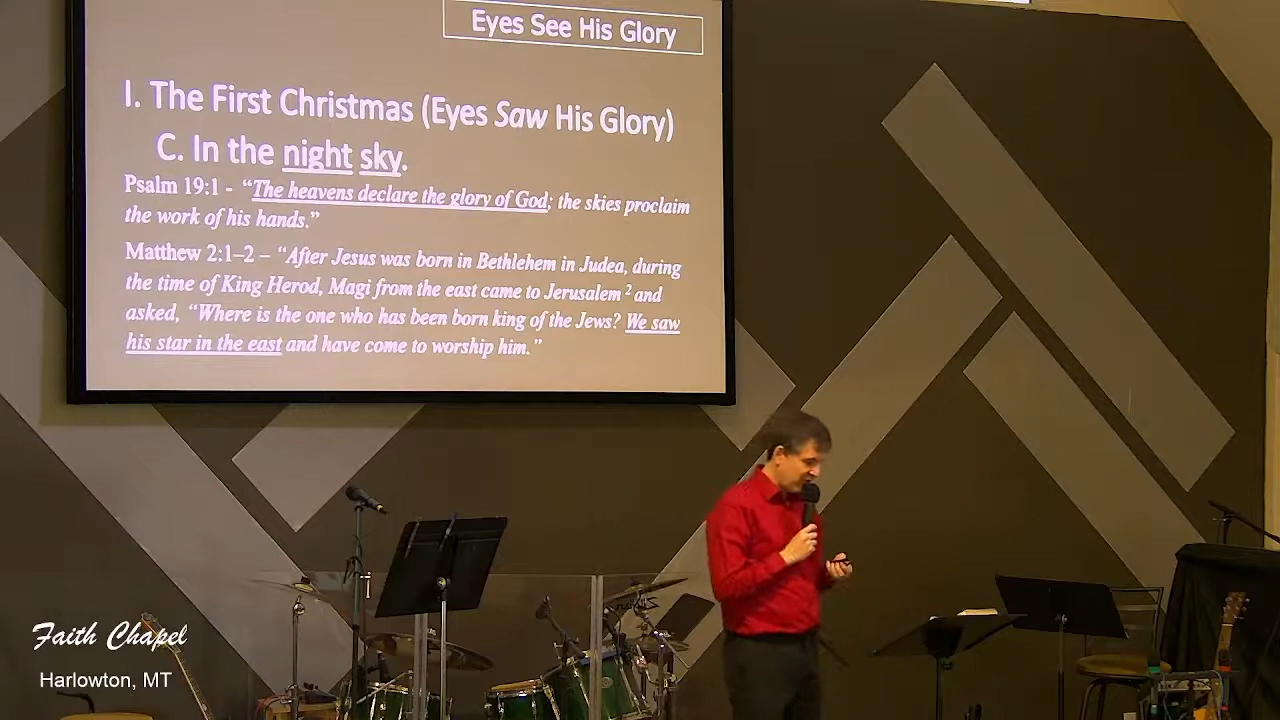 Eyes See His Glory
I. The First Christmas (Eyes Saw His Glory)
C. In the night sky.
Psalm 19:1 - “The heavens declare the glory of God; the skies proclaim
the work of his hands.”
Matthew 2:1–2 – “After Jesus was born in Bethlehem in Judea, during
the time of King Herod, Magi from the east came to Jerusalem ² and
asked, “Where is the one who has been born king of the Jews? We saw
his star in the east and have come to worship him.”
Faith Chapel
Harlowton, MT